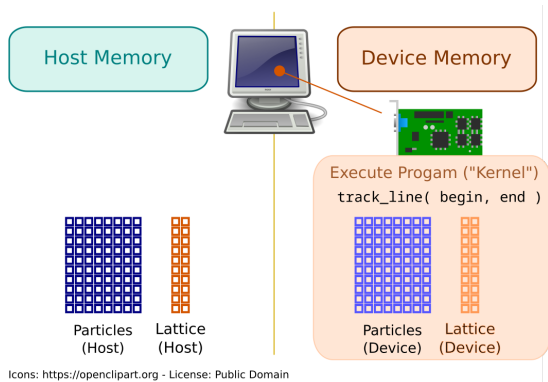 Host Memory
Device Memory
Execute Progam ("Kernel")
track_line( begin, end )
Particles
(Host)
Lattice
(Host)
Particles
(Device)
Lattice
(Device)
Icons: https://openclipart.org - License: Public Domain